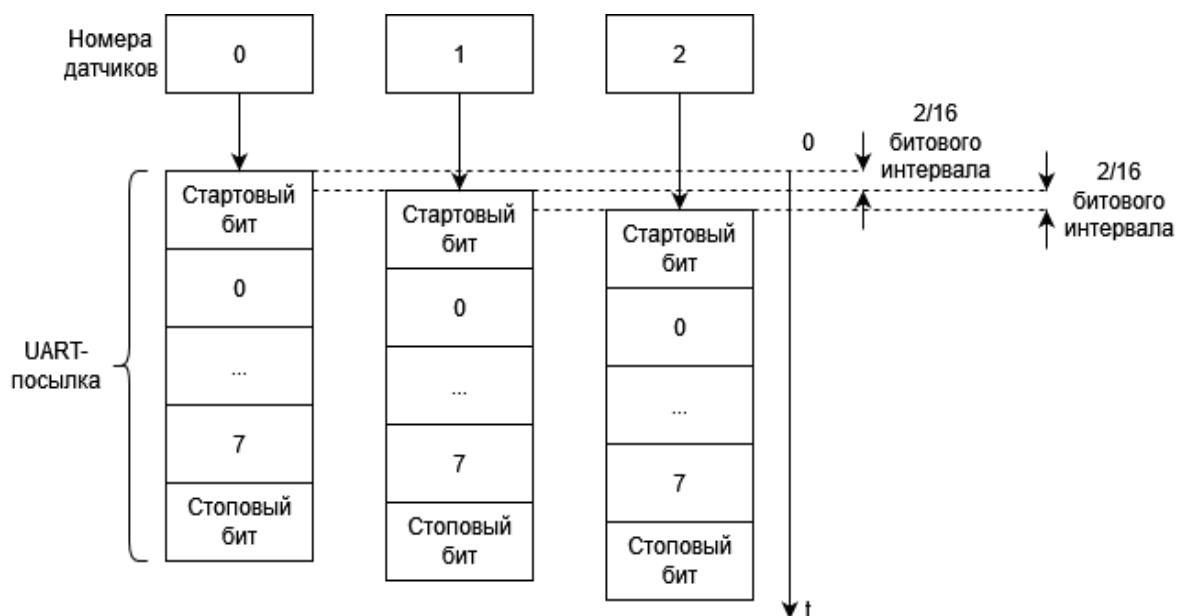 Номера
датчиков
0
1
2
0
2/16
битового
интервала
2/16
битового
интервала
UART-
посылка
Стартовый
бит
0
...
7
Стоповый
бит
Стартовый
бит
0
...
7
Стоповый
бит
Стартовый
бит
0
...
7
Стоповый
бит
t